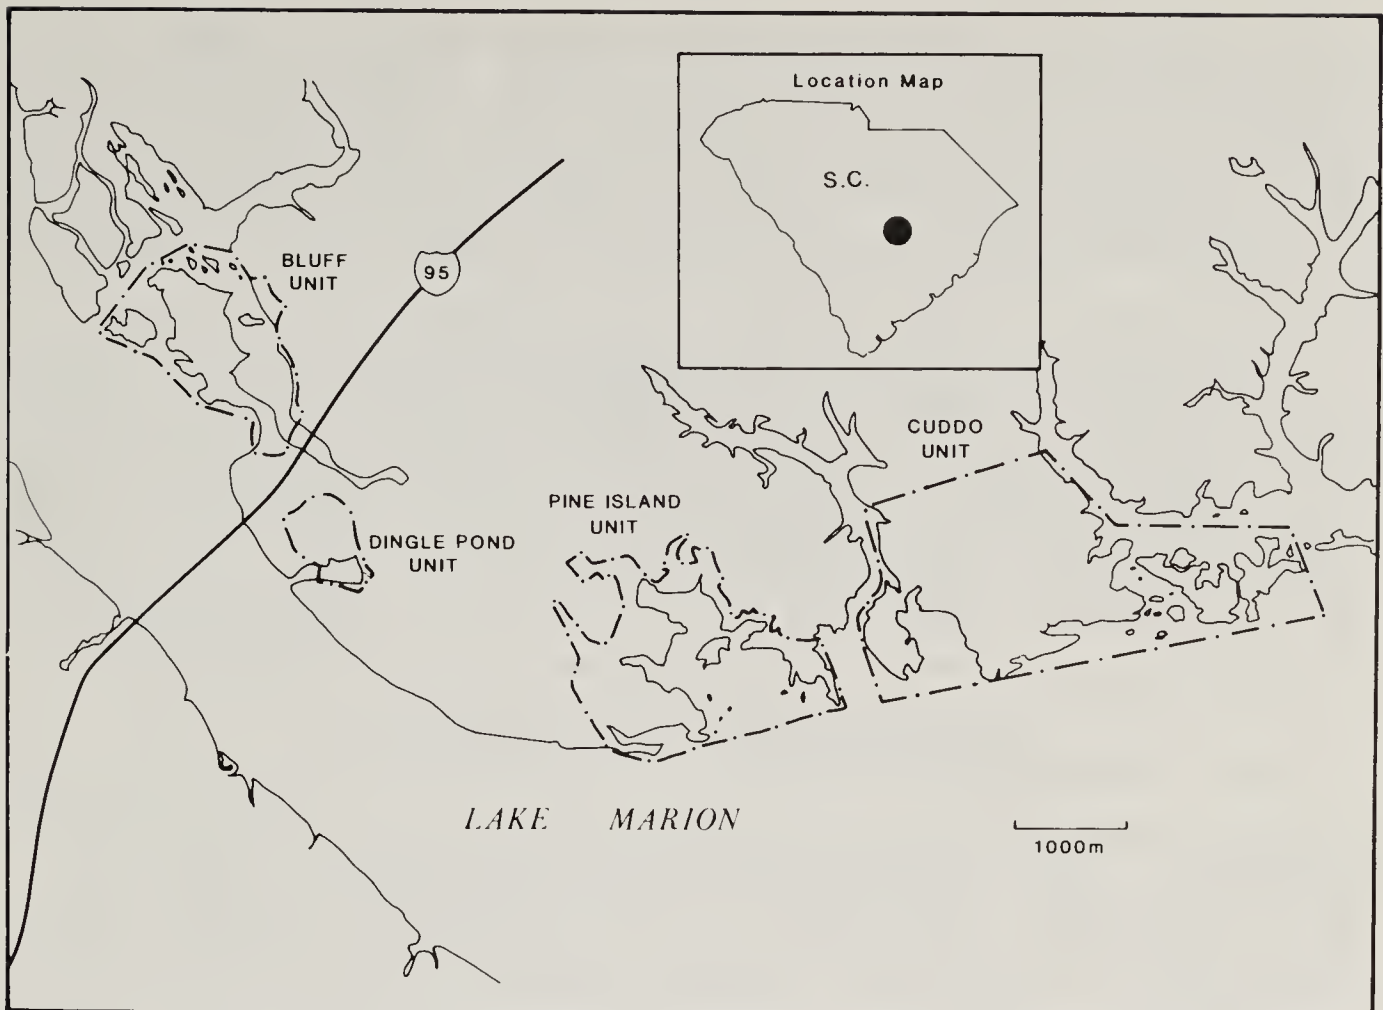 Location Map
S.C.
BLUFF
UNIT
95
CUDDO
UNIT
PINE ISLAND
UNIT
DINGLE POND
UNIT
LAKE MARION
1000m